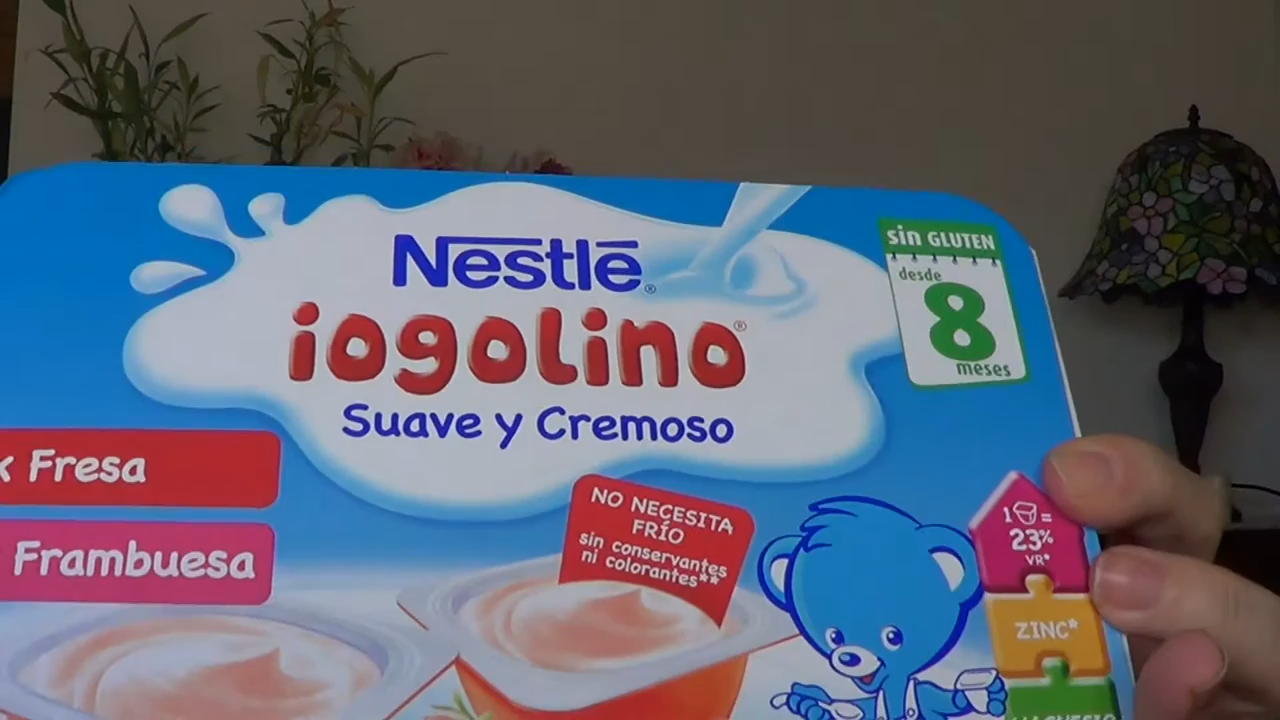 Nestlé®
iogolino®
Suave y Cremoso
sin GLUTEN
desde
8
meses
Fresa
Frambuesa
NO NECESITA
FRÍO
sin conservantes
ni colorantes**
1 =
23%
VR*
ZINC*